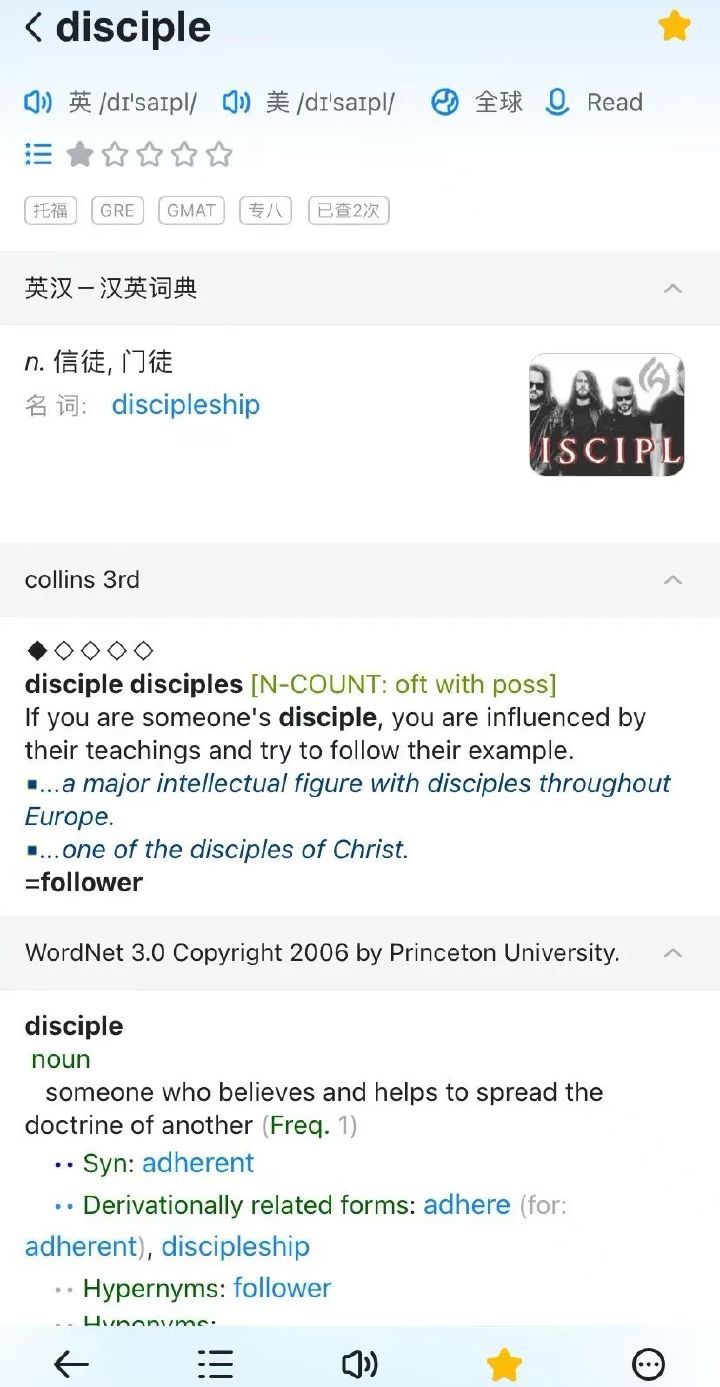 disciple
英 /dɪ'saɪpl/ 美 /dɪ'saɪpl/ 全球 Read
托福 GRE GMAT 专八 已查2次
英汉－汉英词典
n. 信徒, 门徒
名 词: discipleship
ISCIPL
collins 3rd
disciple disciples [N-COUNT: oft with poss]
If you are someone's disciple, you are influenced by
their teachings and try to follow their example.
...a major intellectual figure with disciples throughout
Europe.
...one of the disciples of Christ.
=follower
WordNet 3.0 Copyright 2006 by Princeton University.
disciple
noun
someone who believes and helps to spread the
doctrine of another (Freq. 1)
•• Syn: adherent
•• Derivationally related forms: adhere (for:
adherent), discipleship
•• Hypernyms: follower
•• Hyponyms: